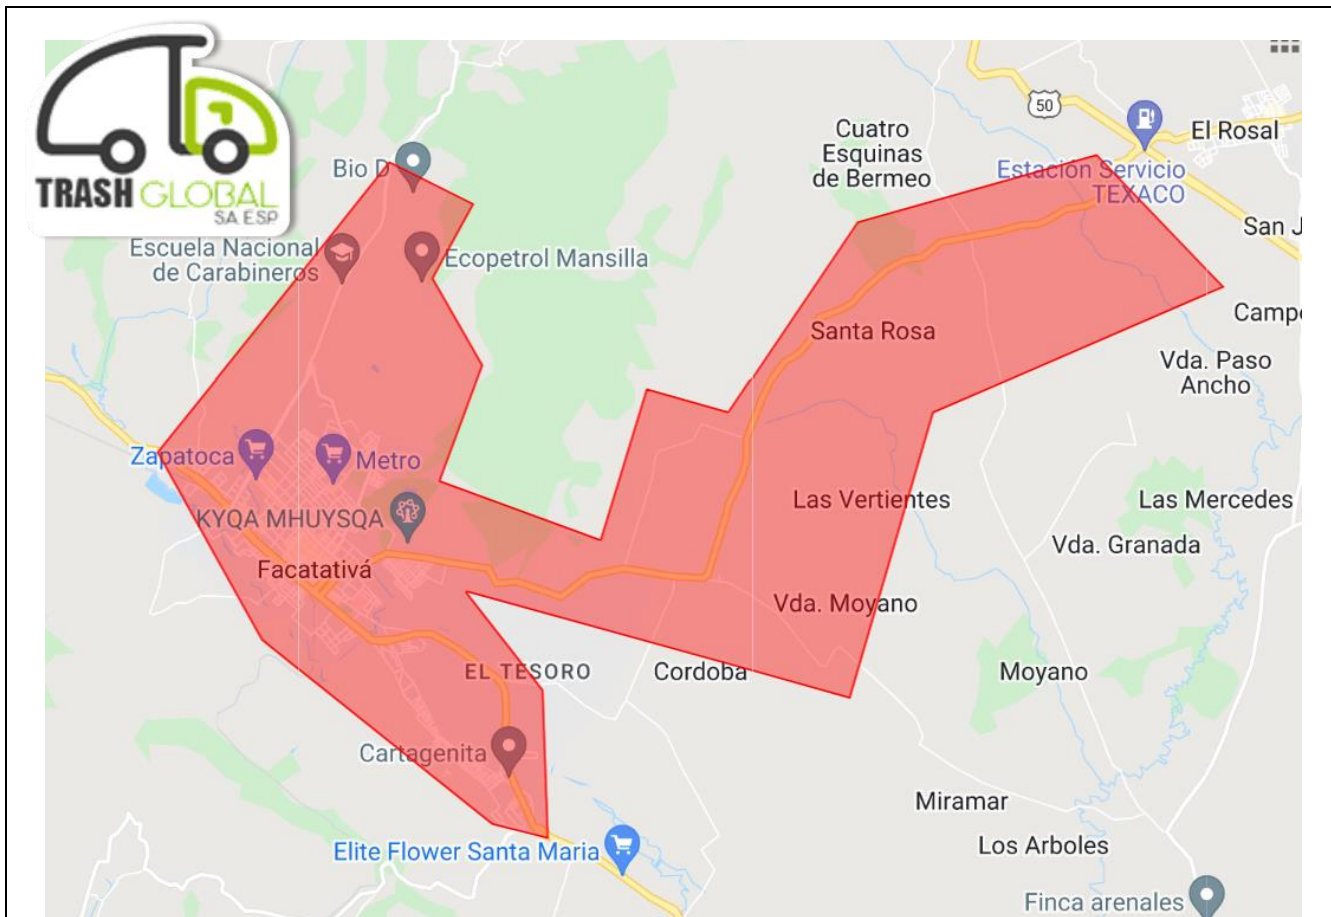 50
El Rosal
Cuatro
Esquinas
de Bermeo
Estación Servicio
TEXACO
Bio D
TRASH GLOBAL
SA ESP
San J
Escuela Nacional
de Carabineros
Ecopetrol Mansilla
Campo
Santa Rosa
Vda. Paso
Ancho
Zapatoca
Metro
Las Vertientes
Las Mercedes
KYQA MHUYSQA
Vda. Granada
Facatativá
Vda. Moyano
EL TESORO
Cordoba
Moyano
Cartagenita
Miramar
Elite Flower Santa Maria
Los Arboles
Finca arenales